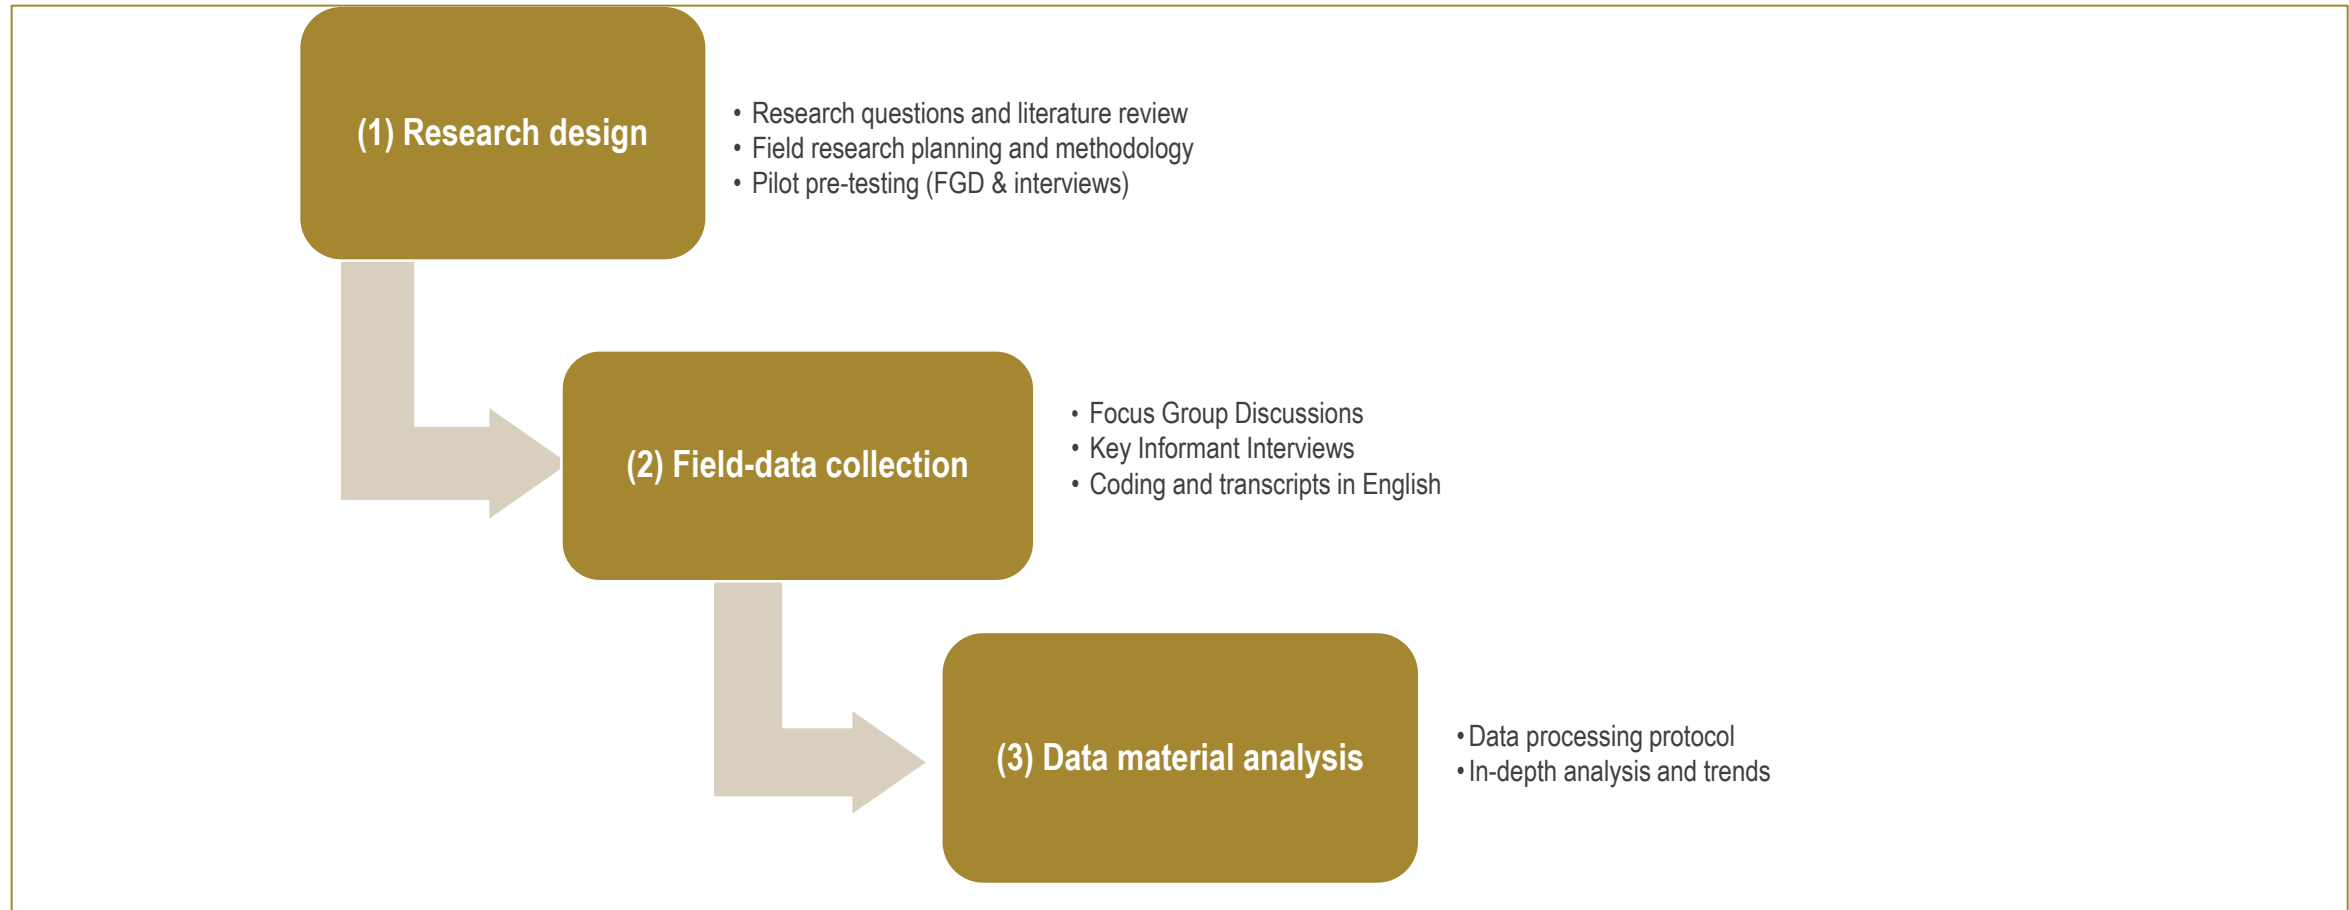 (1) Research design
• Research questions and literature review
• Field research planning and methodology
• Pilot pre-testing (FGD & interviews)
(2) Field-data collection
• Focus Group Discussions
• Key Informant Interviews
• Coding and transcripts in English
(3) Data material analysis
• Data processing protocol
• In-depth analysis and trends